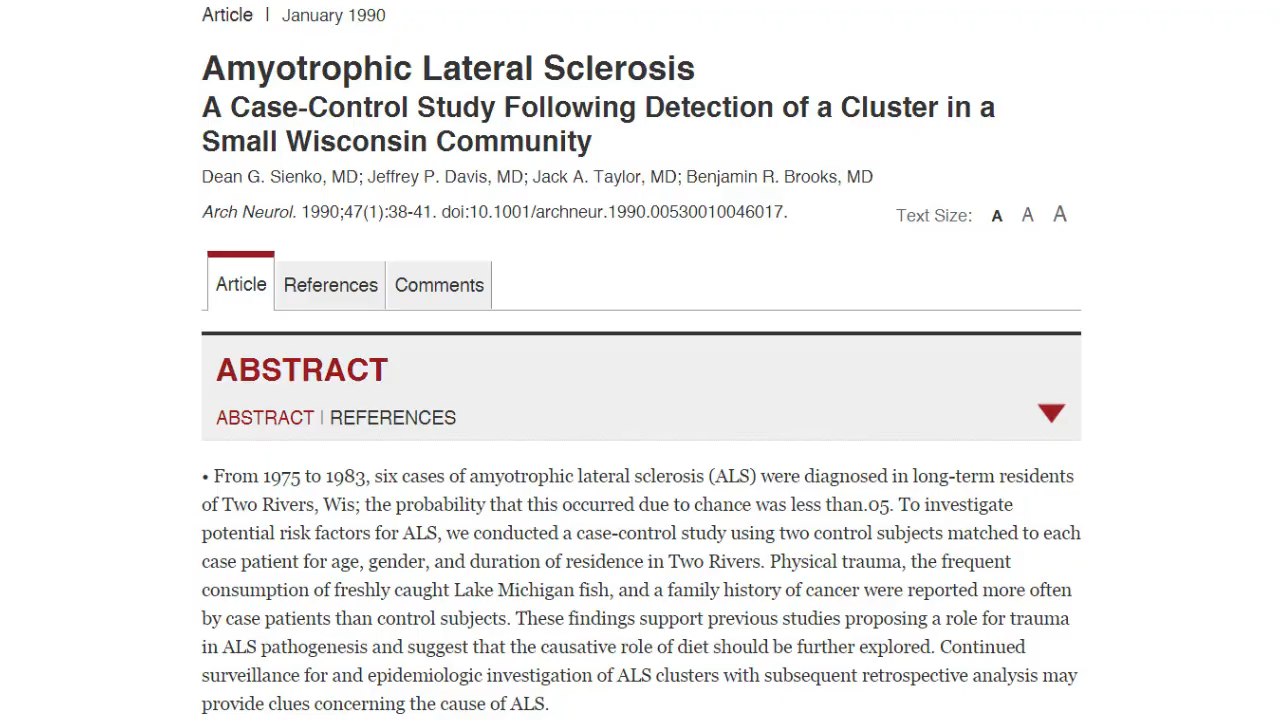 Article | January 1990
Amyotrophic Lateral Sclerosis
A Case-Control Study Following Detection of a Cluster in a
Small Wisconsin Community
Dean G. Sienko, MD; Jeffrey P. Davis, MD; Jack A. Taylor, MD; Benjamin R. Brooks, MD
Arch Neurol. 1990;47(1):38-41. doi:10.1001/archneur.1990.00530010046017.
Text Size: A A A
Article References Comments
ABSTRACT
ABSTRACT | REFERENCES
• From 1975 to 1983, six cases of amyotrophic lateral sclerosis (ALS) were diagnosed in long-term residents
of Two Rivers, Wis; the probability that this occurred due to chance was less than.05. To investigate
potential risk factors for ALS, we conducted a case-control study using two control subjects matched to each
case patient for age, gender, and duration of residence in Two Rivers. Physical trauma, the frequent
consumption of freshly caught Lake Michigan fish, and a family history of cancer were reported more often
by case patients than control subjects. These findings support previous studies proposing a role for trauma
in ALS pathogenesis and suggest that the causative role of diet should be further explored. Continued
surveillance for and epidemiologic investigation of ALS clusters with subsequent retrospective analysis may
provide clues concerning the cause of ALS.